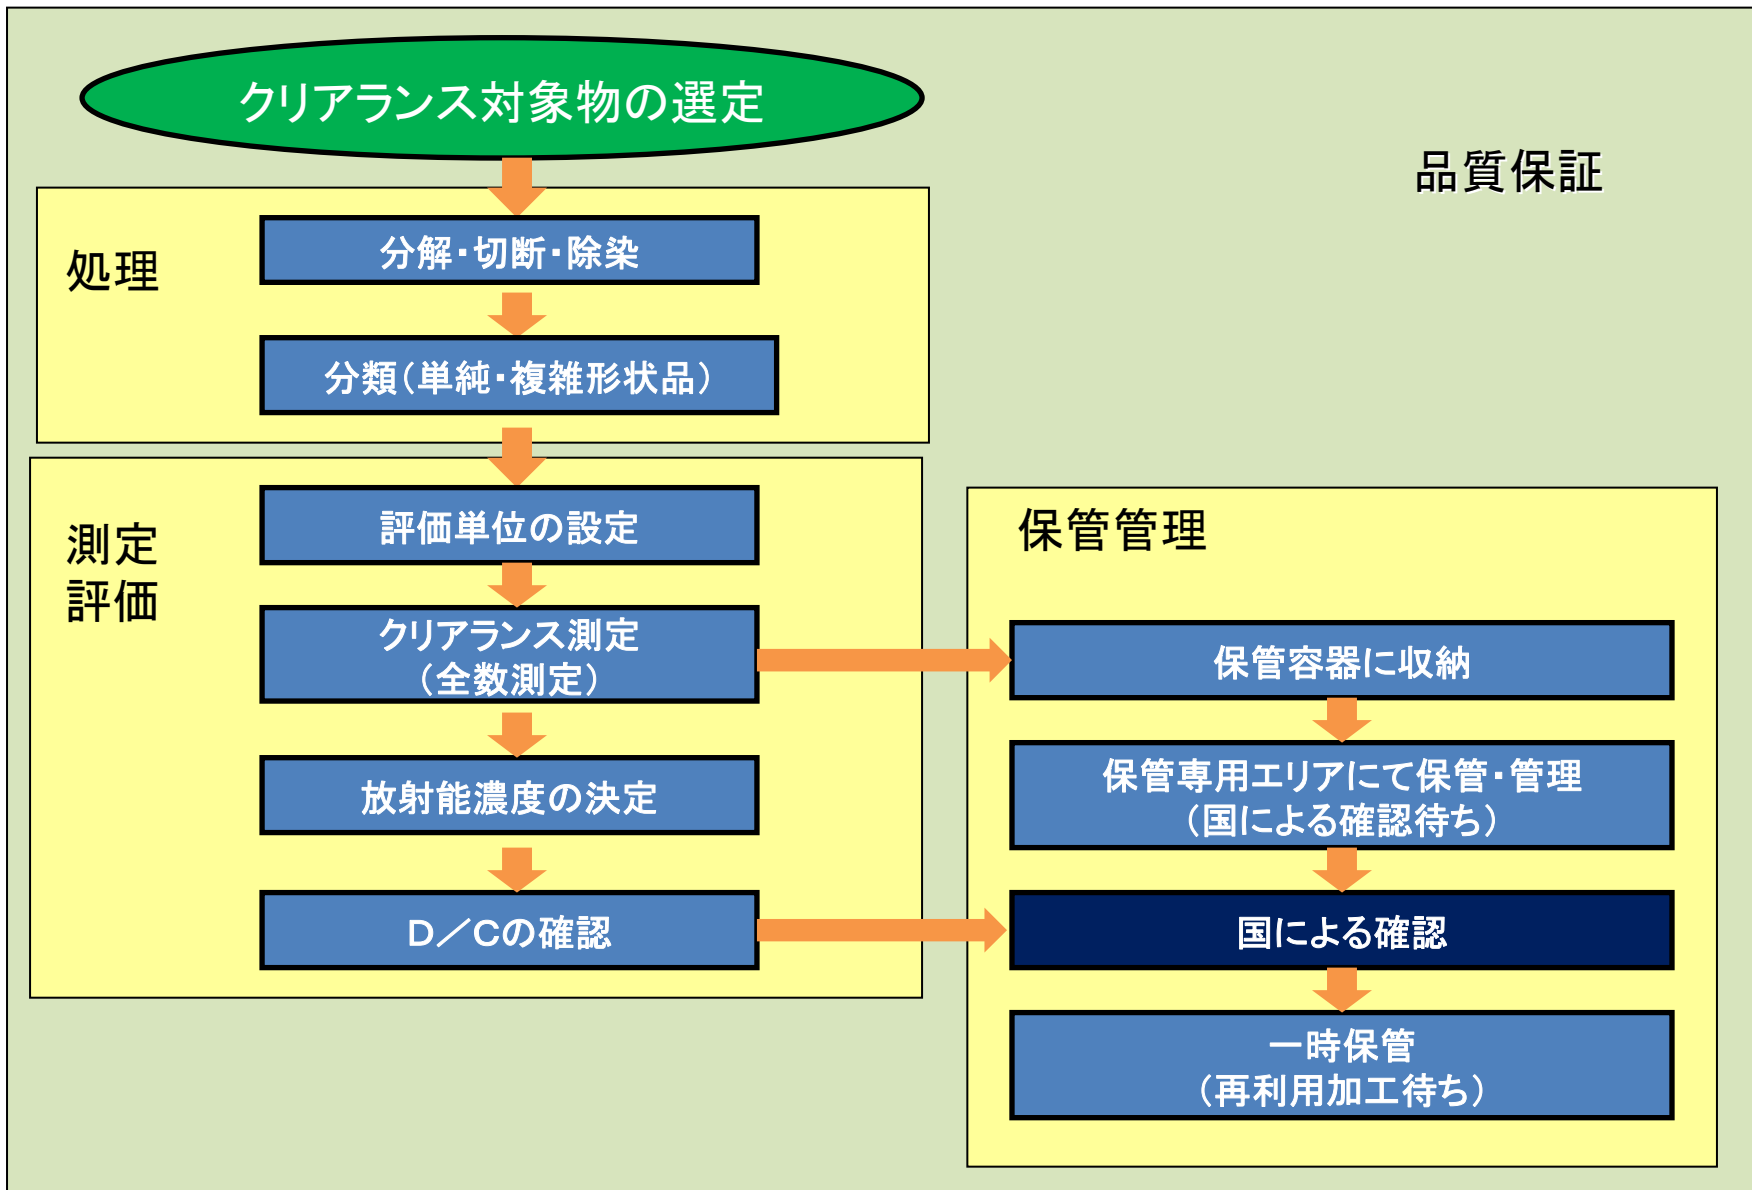 クリアランス対象物の選定
品質保証
処理
分解・切断・除染
分類（単純・複雑形状品）
測定
評価
評価単位の設定
クリアランス測定
（全数測定）
放射能濃度の決定
Ｄ／Ｃの確認
保管管理
保管容器に収納
保管専用エリアにて保管・管理
（国による確認待ち）
国による確認
一時保管
（再利用加工待ち）